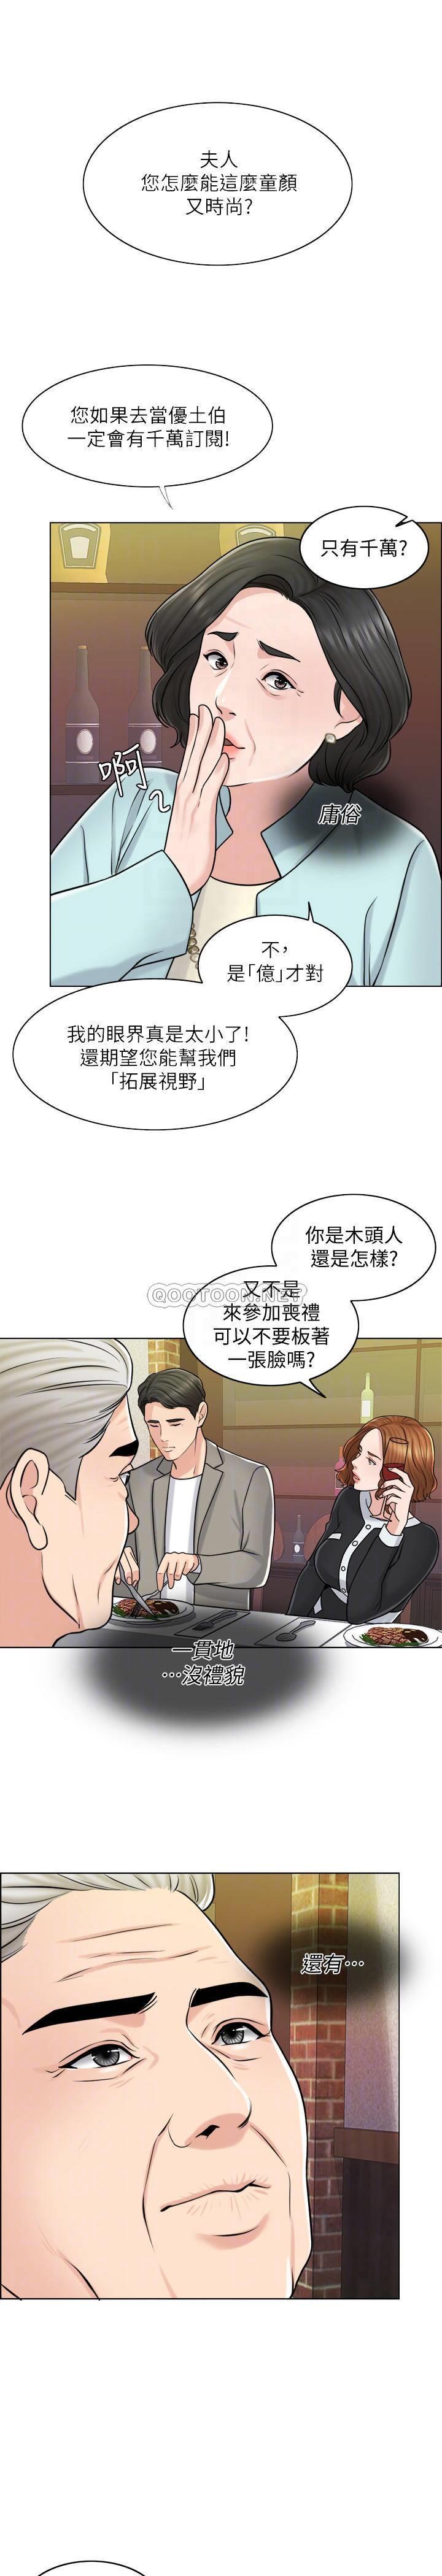 夫人
您怎麼能這麼童顏
又時尚?
您如果去當優土伯
一定會有千萬訂閱!
只有千萬?
啊
庸俗
不,
是「億」才對
我的眼界真是太小了!
還期望您能幫我們
「拓展視野」
你是木頭人
還是怎樣?
QOOTOON.NET
又不是
來參加喪禮
可以不要板著
一張臉嗎?
一貫地
…沒禮貌
還有…